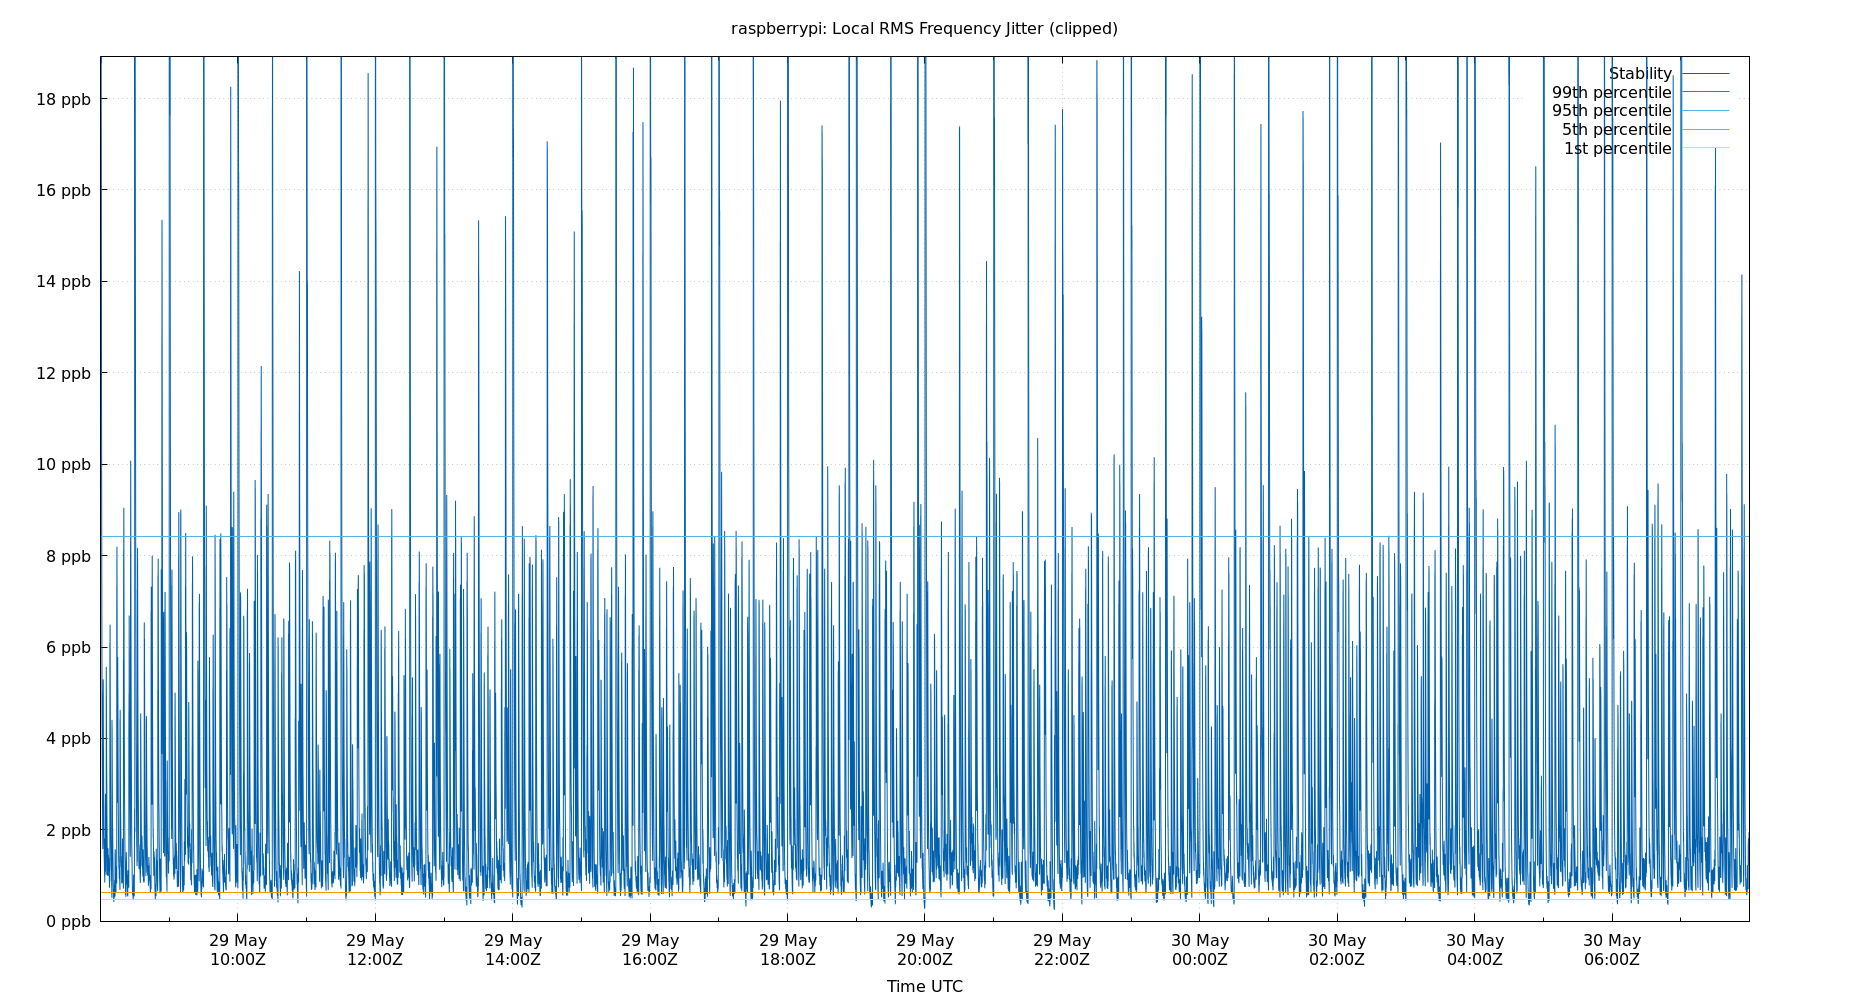 raspberrypi: Local RMS Frequency Jitter (clipped)
Stability
99th percentile
95th percentile
5th percentile
1st percentile
18 ppb
16 ppb
14 ppb
12 ppb
10 ppb
8 ppb
6 ppb
4 ppb
2 ppb
0 ppb
29 May 29 May 29 May 29 May 29 May 29 May 29 May 30 May 30 May 30 May 30 May
10:00Z 12:00Z 14:00Z 16:00Z 18:00Z 20:00Z 22:00Z 00:00Z 02:00Z 04:00Z 06:00Z
Time UTC